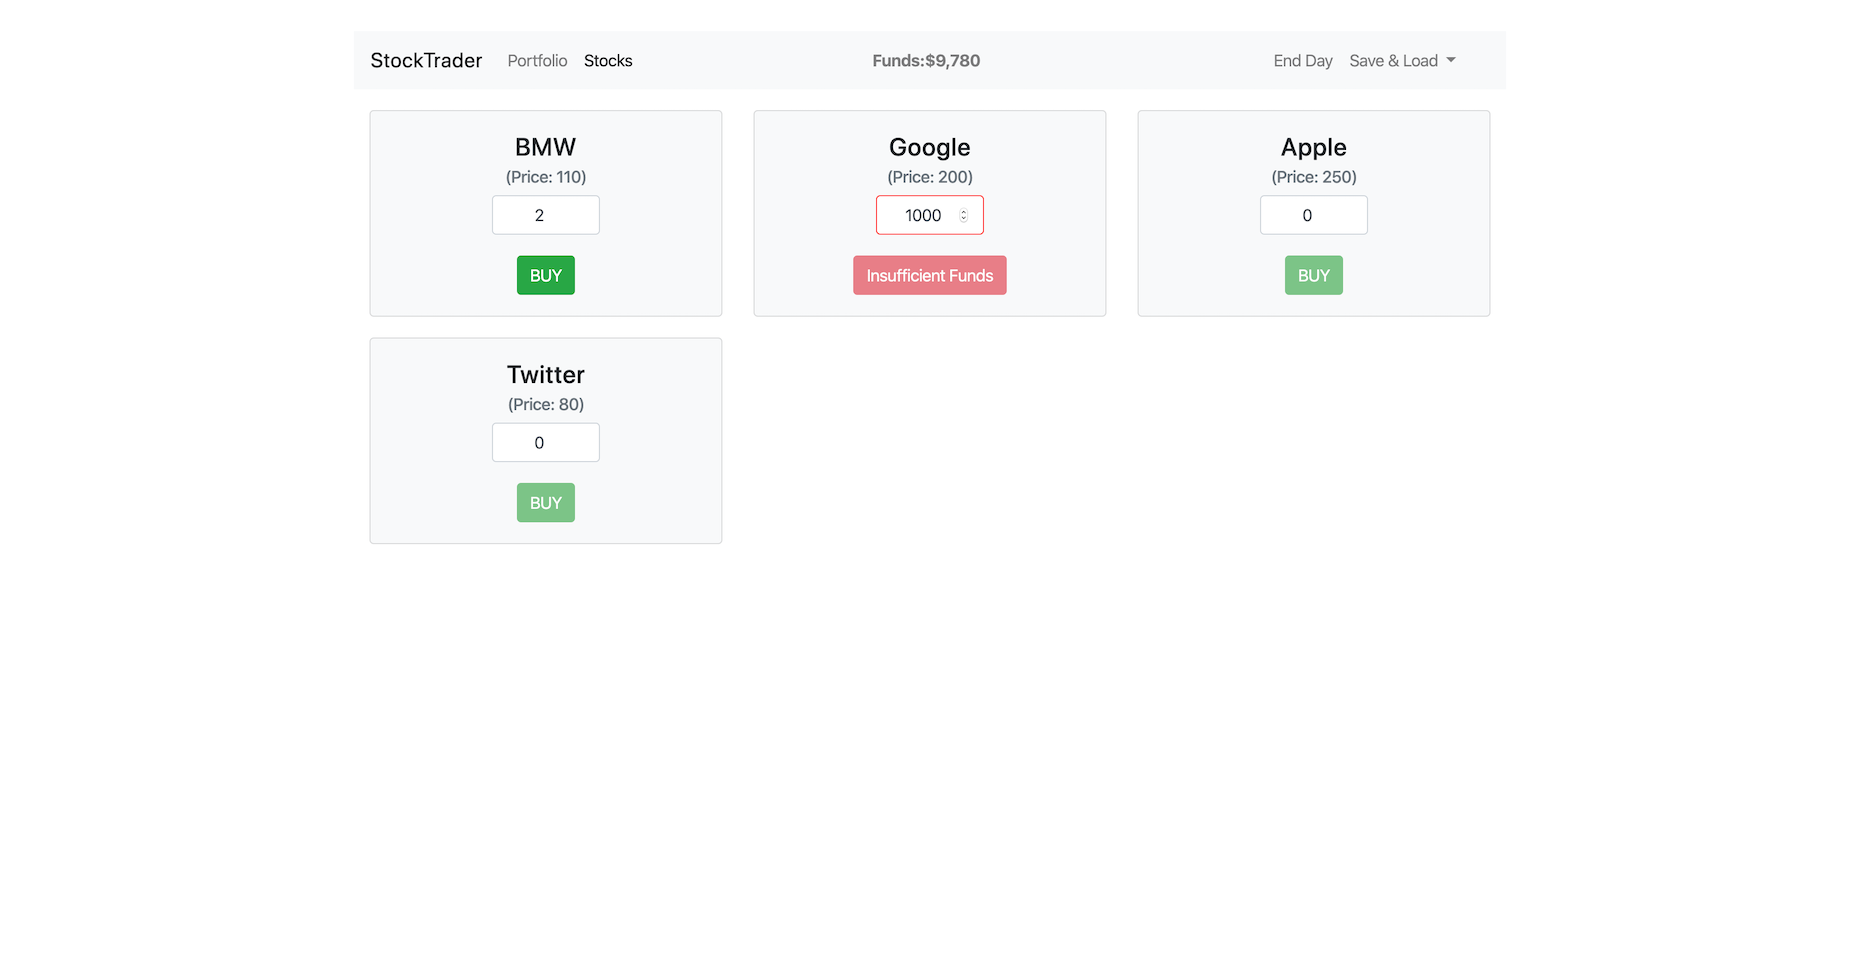 StockTrader Portfolio Stocks Funds:$9,780 End Day Save & Load
BMW
(Price: 110)
2
BUY
Google
(Price: 200)
1000
Insufficient Funds
Apple
(Price: 250)
0
BUY
Twitter
(Price: 80)
0
BUY